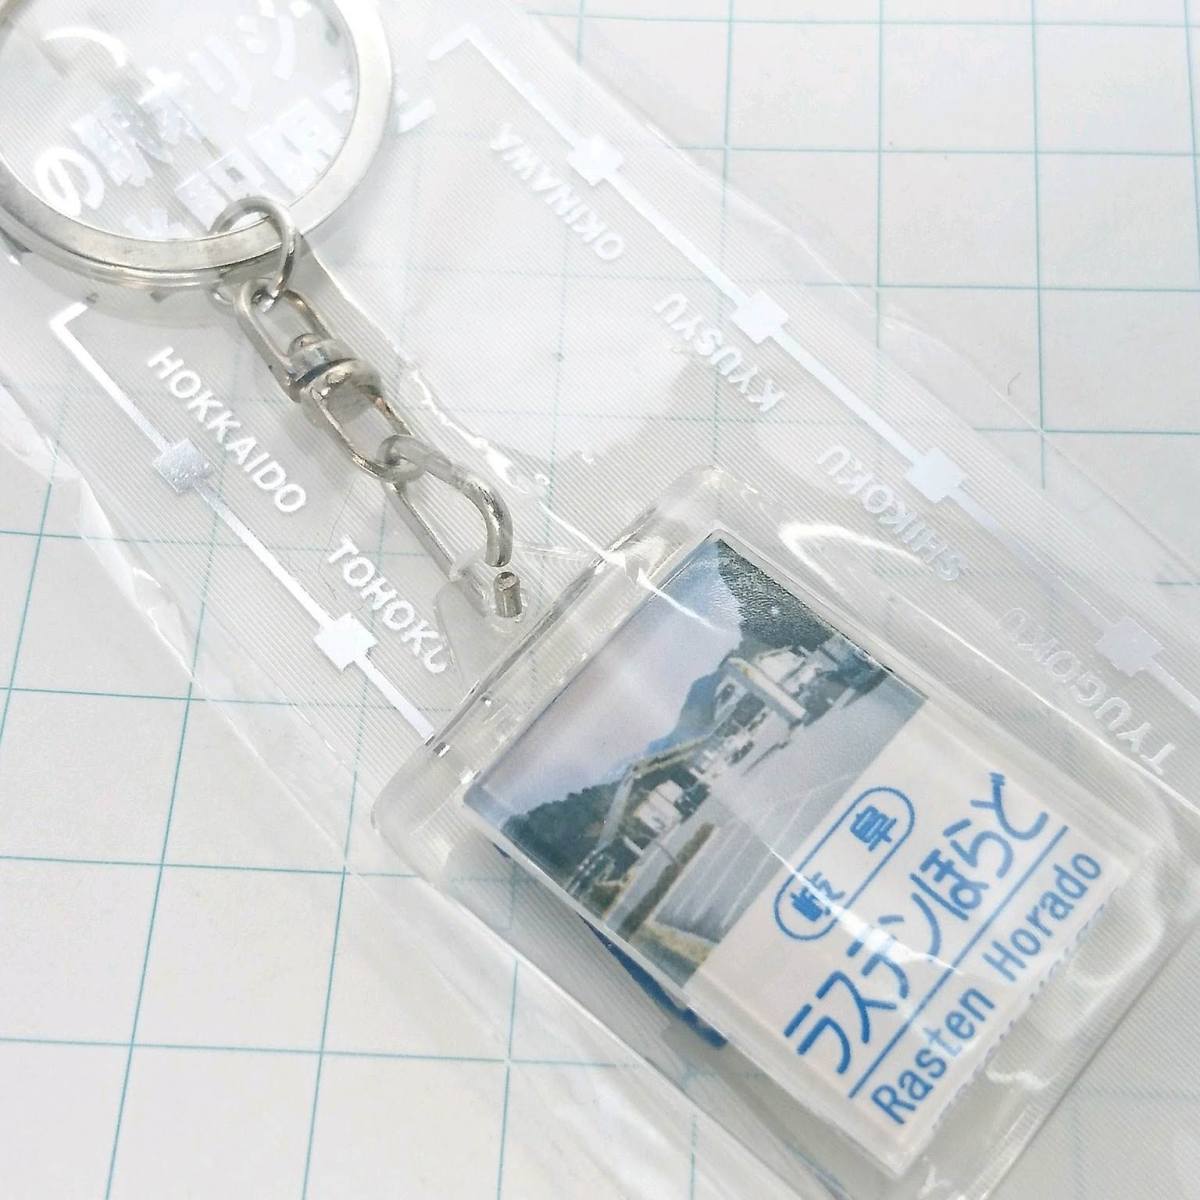 HOKKAIDO
TOHOKU
OKINAWA
KYUSYU
SHIKOKU
TYUGOKU
岐阜
ラステンほらど
Rasten Horado